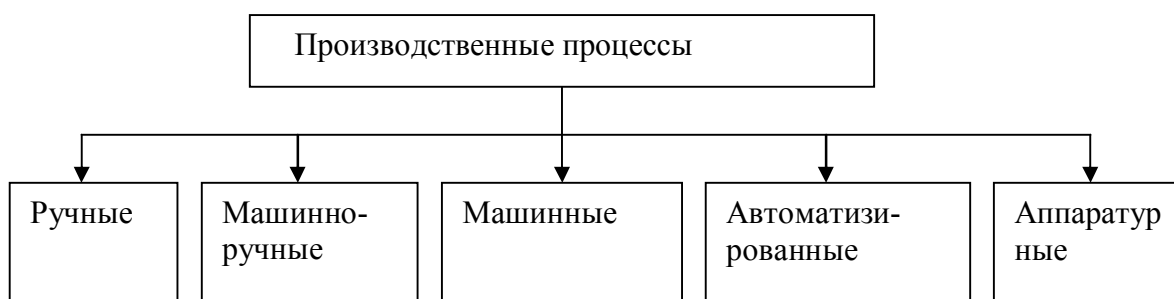 Производственные процессы
Ручные
Машинно-
ручные
Машинные
Автоматизи-
рованные
Аппаратур
ные